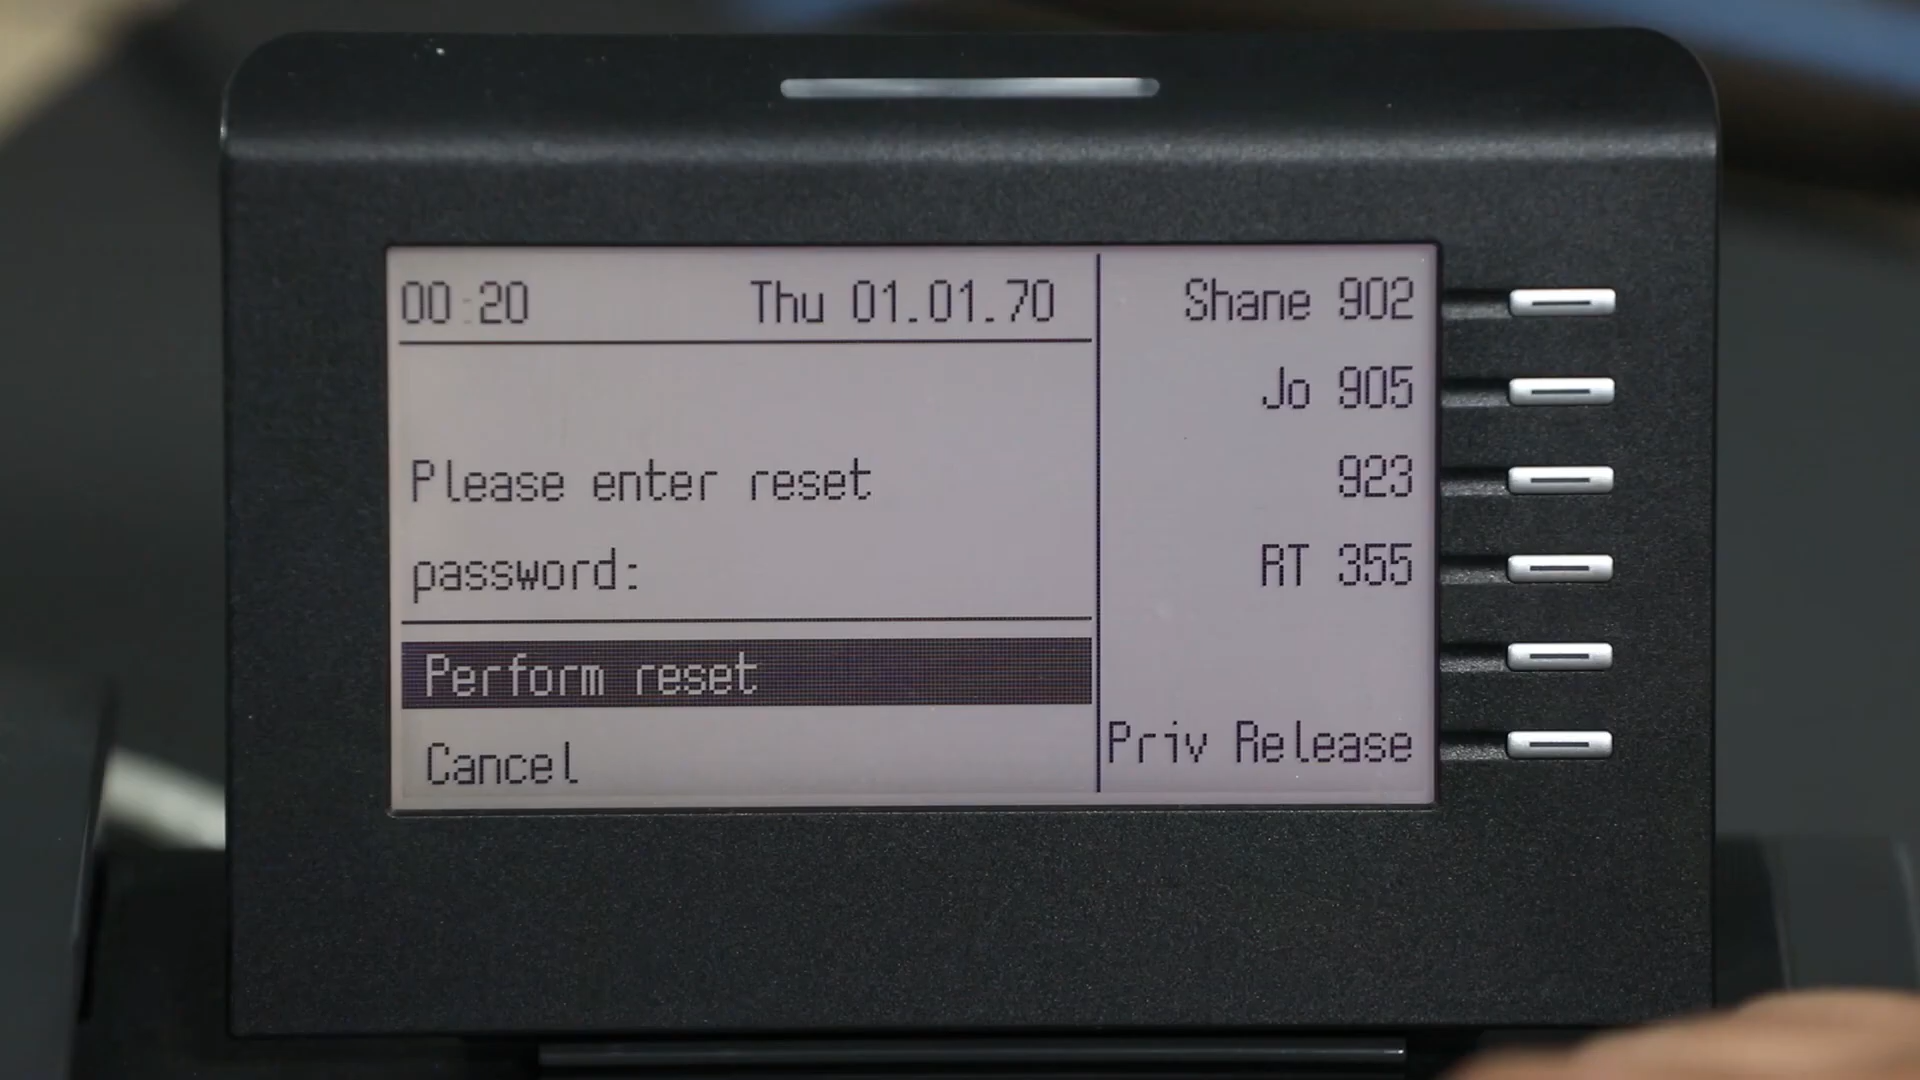 00:20 Thu 01.01.70
Please enter reset
password:
Perform reset
Cancel
Shane 902
Jo 905
923
RT 355
Priv Release